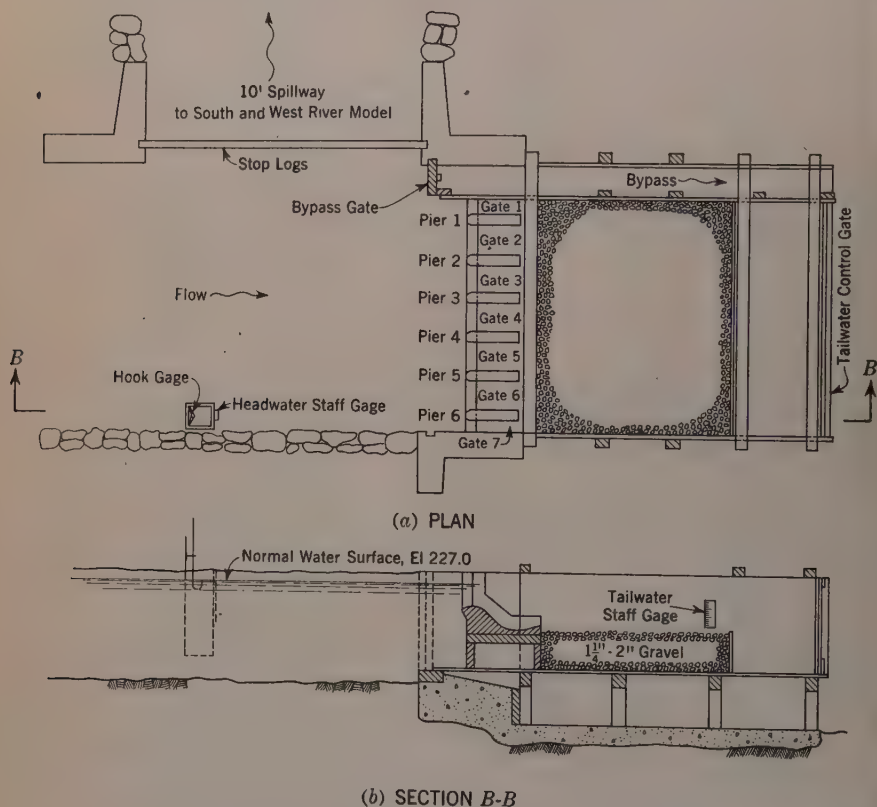 10' Spillway
to South and West River Model
Stop Logs
Bypass Gate
Bypass
Gate 1
Pier 1
Gate 2
Pier 2
Gate 3
Pier 3
Flow
Gate 4
Pier 4
Gate 5
Pier 5
Gate 6
Pier 6
Gate 7
Tailwater Control Gate
B
B
Hook Gage
Headwater Staff Gage
(a) PLAN
Normal Water Surface, El 227.0
Tailwater
Staff Gage
1 1/4" - 2" Gravel
(b) SECTION B-B